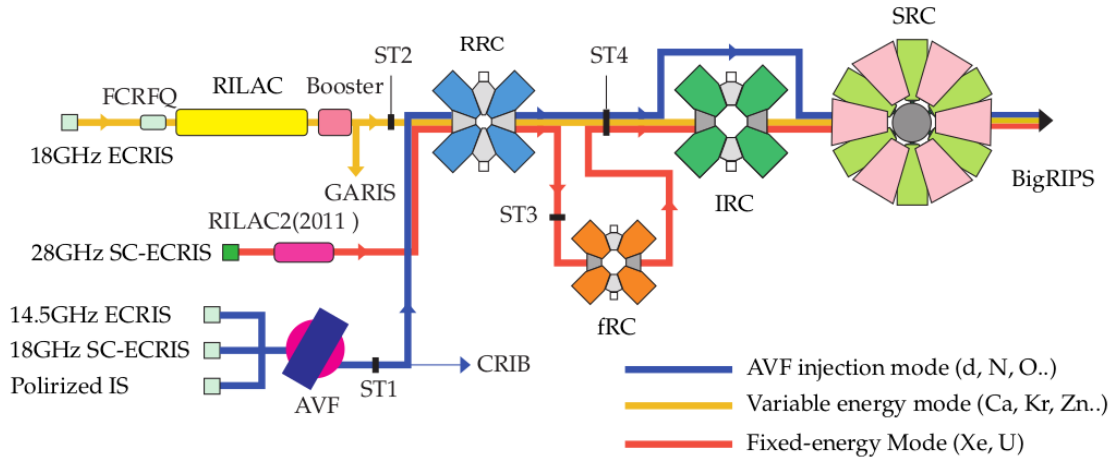 SRC
ST2
RRC
ST4
FCRFQ
RILAC
Booster
18GHz ECRIS
GARIS
BigRIPS
IRC
ST3
RILAC2(2011 )
28GHz SC-ECRIS
fRC
14.5GHz ECRIS
18GHz SC-ECRIS
Polirized IS
AVF
ST1
CRIB
AVF injection mode (d, N, O..)
Variable energy mode (Ca, Kr, Zn..)
Fixed-energy Mode (Xe, U)